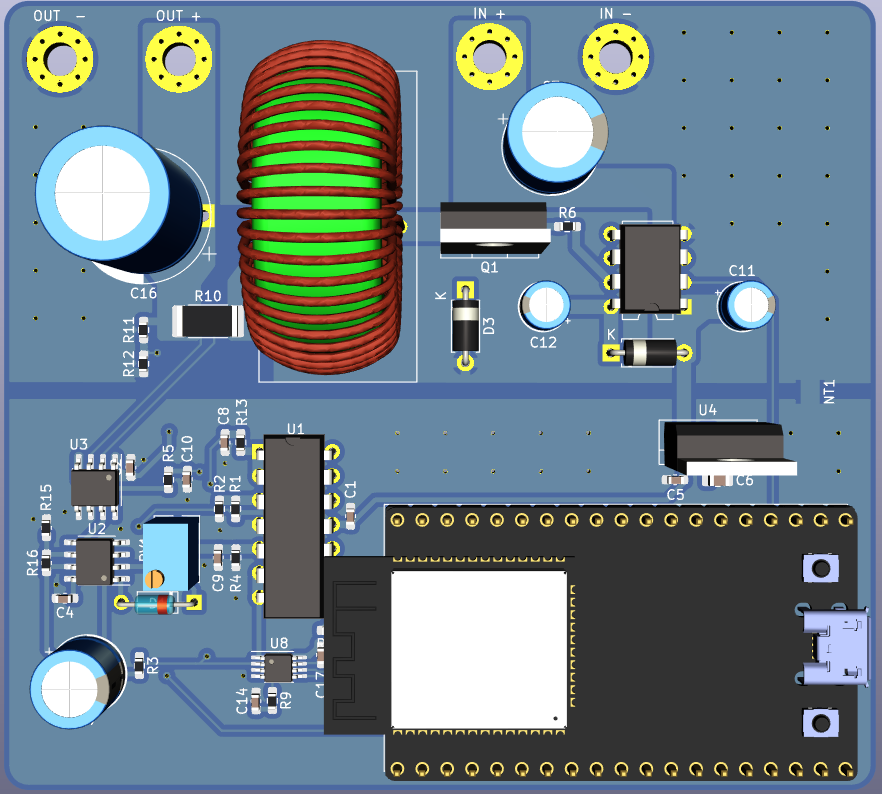 OUT -
OUT +
IN +
IN -
R6
Q1
C16
R10
C11
K
D3
C12
K
R11
R12
NT1
U4
C8
R13
U1
U3
R5
C10
C5
C6
R2
R1
C1
R15
U2
R16
C9
R4
C4
R3
U8
C17
C14
R9